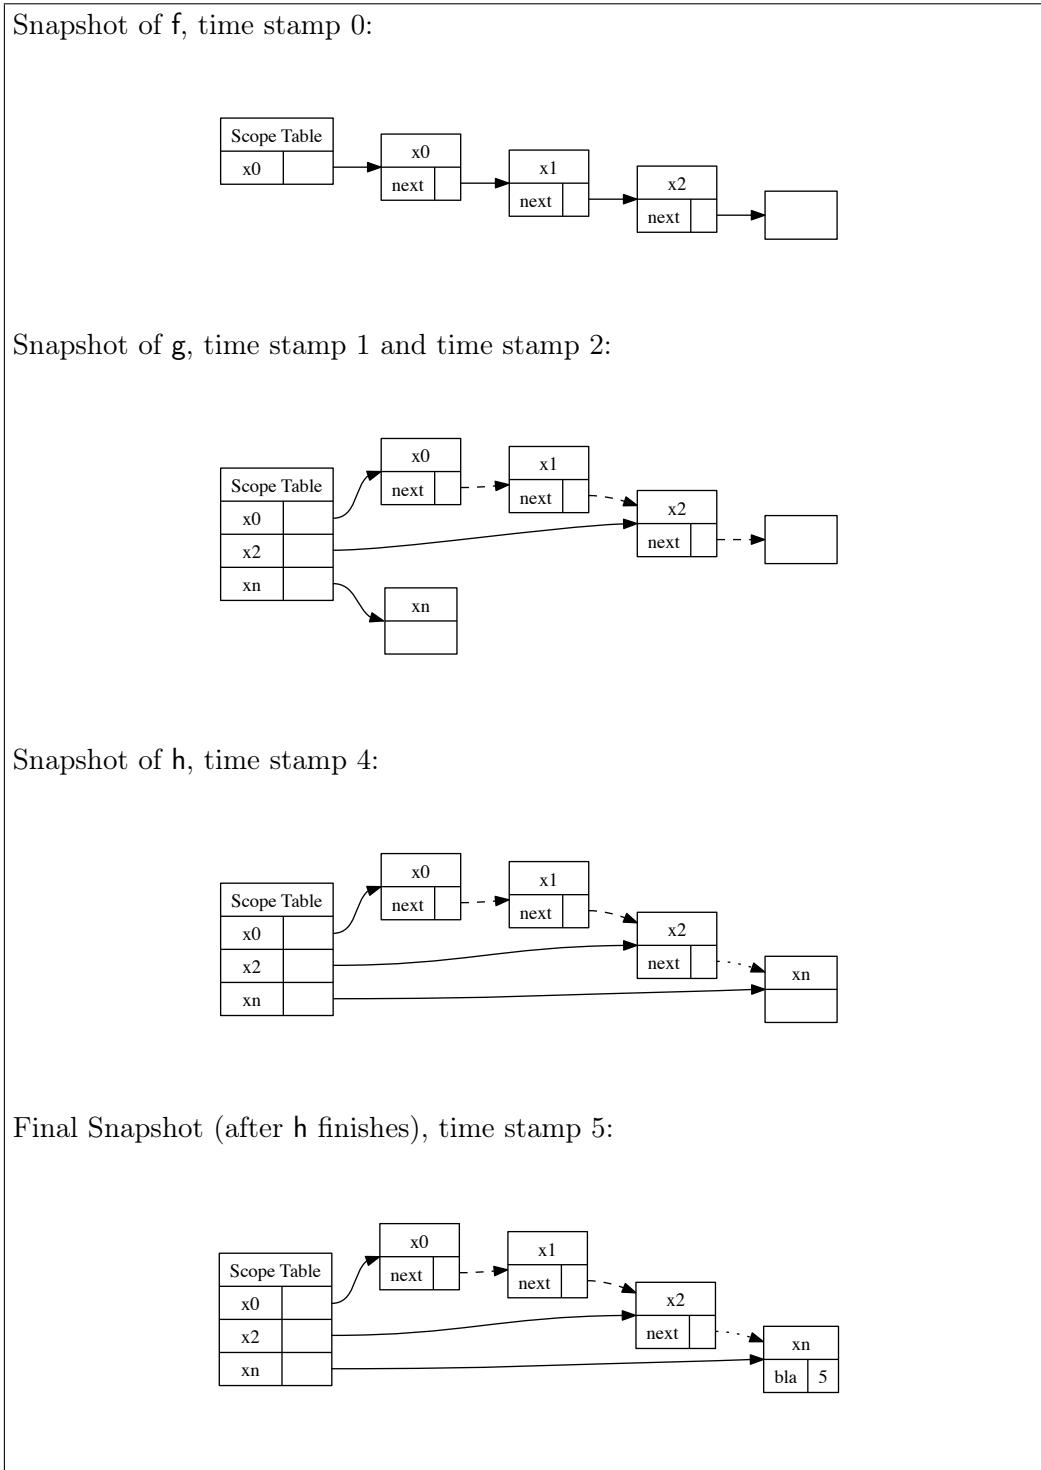 Snapshot of f, time stamp 0:
Scope Table
x0
x0
next
x1
next
x2
next
Snapshot of g, time stamp 1 and time stamp 2:
x0
next
x1
next
Scope Table
x0
x2
xn
x2
next
xn
Snapshot of h, time stamp 4:
x0
next
x1
next
Scope Table
x0
x2
xn
x2
next
xn
Final Snapshot (after h finishes), time stamp 5:
x0
next
x1
next
Scope Table
x0
x2
xn
x2
next
xn
bla 5